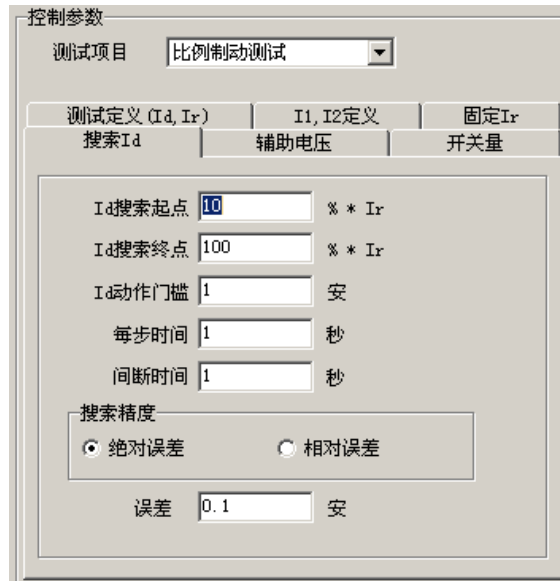 控制参数
测试项目 比例制动测试
测试定义(Id,Ir) I1,I2定义 固定Ir
搜索Id 辅助电压 开关量
Id搜索起点 10 % * Ir
Id搜索终点 100 % * Ir
Id动作门槛 1 安
每步时间 1 秒
间断时间 1 秒
搜索精度
绝对误差 相对误差
误差 0.1 安